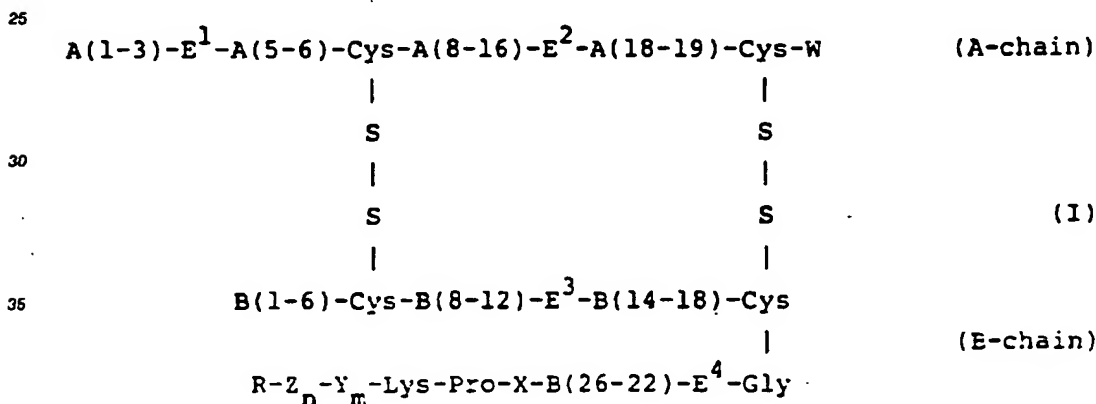 25
A(1-3)-E¹-A(5-6)-Cys-A(8-16)-E²-A(18-19)-Cys-W (A-chain)
| |
S S
30
| |
S S (I)
| |
35 B(1-6)-Cys-B(8-12)-E³-B(14-18)-Cys
| (E-chain)
R-Zₙ-Yₘ-Lys-Pro-X-B(26-22)-E⁴-Gly